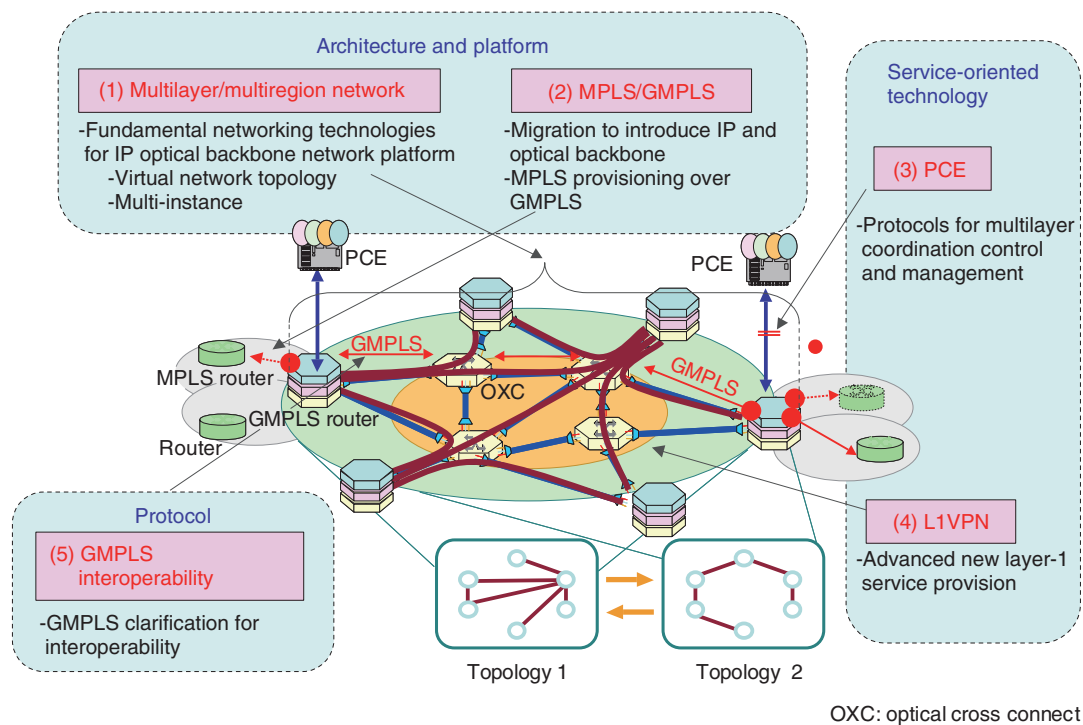 Architecture and platform
(1) Multilayer/multiregion network
-Fundamental networking technologies
for IP optical backbone network platform
-Virtual network topology
-Multi-instance
(2) MPLS/GMPLS
-Migration to introduce IP and
optical backbone
-MPLS provisioning over
GMPLS
Service-oriented
technology
(3) PCE
-Protocols for multilayer
coordination control
and management
PCE
PCE
GMPLS
GMPLS
MPLS router
OXC
GMPLS router
Router
Protocol
(5) GMPLS
interoperability
-GMPLS clarification for
interoperability
(4) L1VPN
-Advanced new layer-1
service provision
Topology 1
Topology 2
OXC: optical cross connect